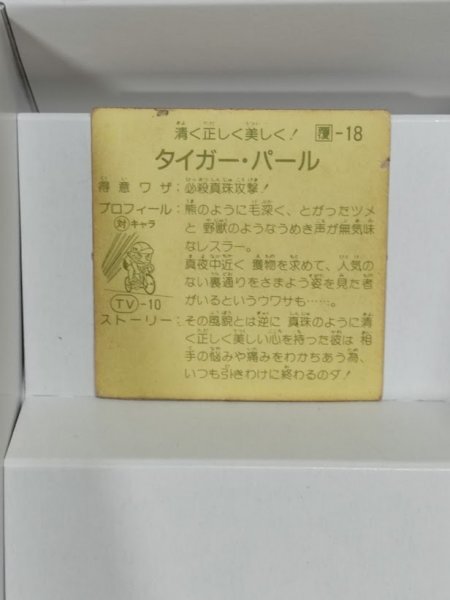 清く正しく美しく! 覆-18
タイガー・パール
得意ワザ:必殺真珠攻撃!
プロフィール:熊のように毛深く、とがったツメ
対キャラ と 野獣のようなうめき声が無気味
なレスラー。
真夜中近く 獲物を求めて、人気の
ない裏通りをさまよう姿を見た者
TV-10 がいるというウワサも……。
ストーリー:その風貌とは逆に 真珠のように清
く正しく美しい心を持った彼は 相
手の悩みや痛みをわかちあう為、
いつも引きわけに終わるのダ!